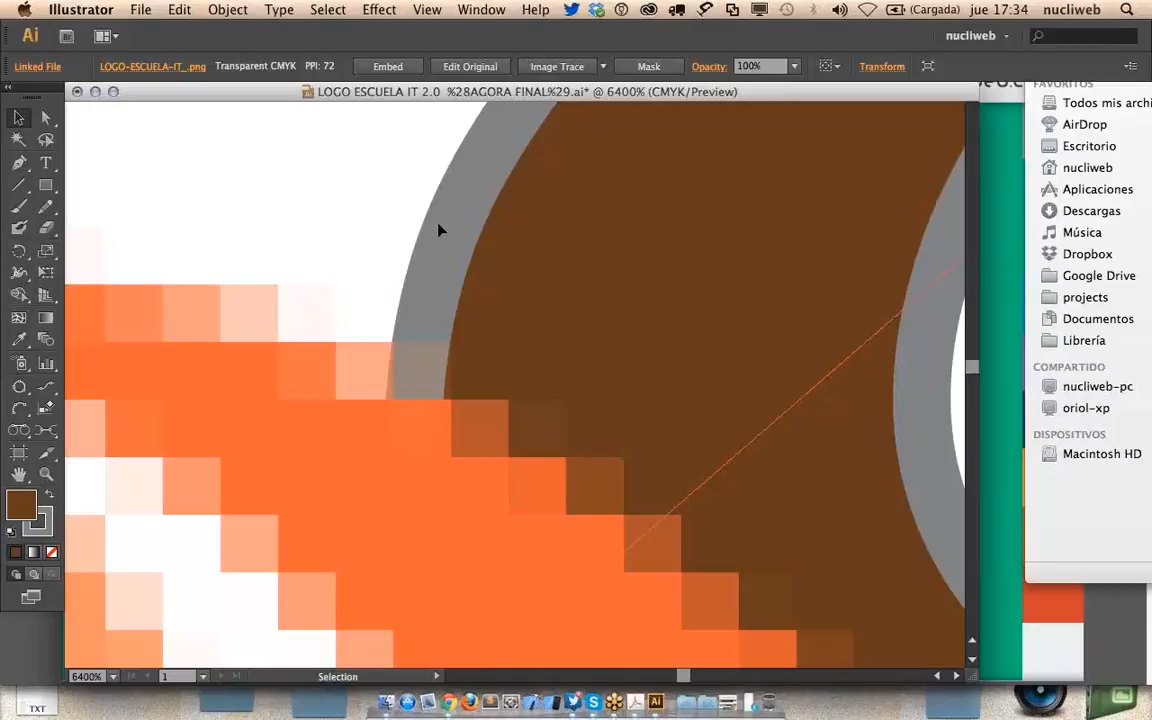 Illustrator File Edit Object Type Select Effect View Window Help (Cargada) jue 17:34 nucliweb
Ai Br nucliweb
Linked File LOGO-ESCUELA-IT_.png Transparent CMYK PPI: 72 Embed Edit Original Image Trace Mask Opacity: 100% Transform
LOGO ESCUELA IT 2.0 %28AGORA FINAL%29.ai* @ 6400% (CMYK/Preview)
FAVORITOS
Todos mis archi
AirDrop
Escritorio
nucliweb
Aplicaciones
Descargas
Música
Dropbox
Google Drive
projects
Documentos
Librería
COMPARTIDO
nucliweb-pc
oriol-xp
DISPOSITIVOS
Macintosh HD
6400% 1 Selection
TXT
Ai